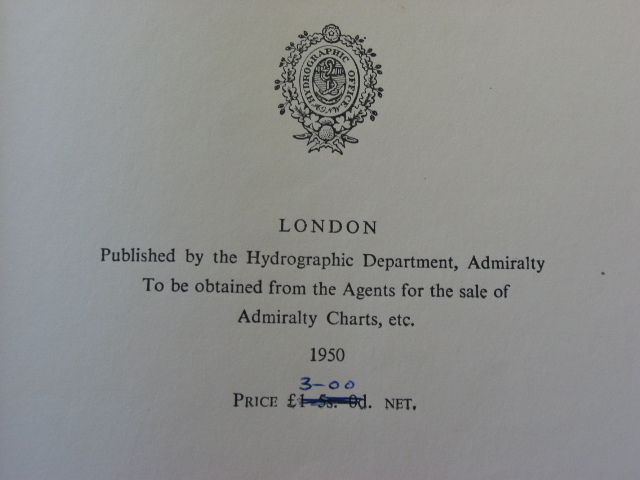 HYDROGRAPHIC OFFICE
LONDON
Published by the Hydrographic Department, Admiralty
To be obtained from the Agents for the sale of
Admiralty Charts, etc.
1950
3-00
PRICE £1-5s. 0d. NET.